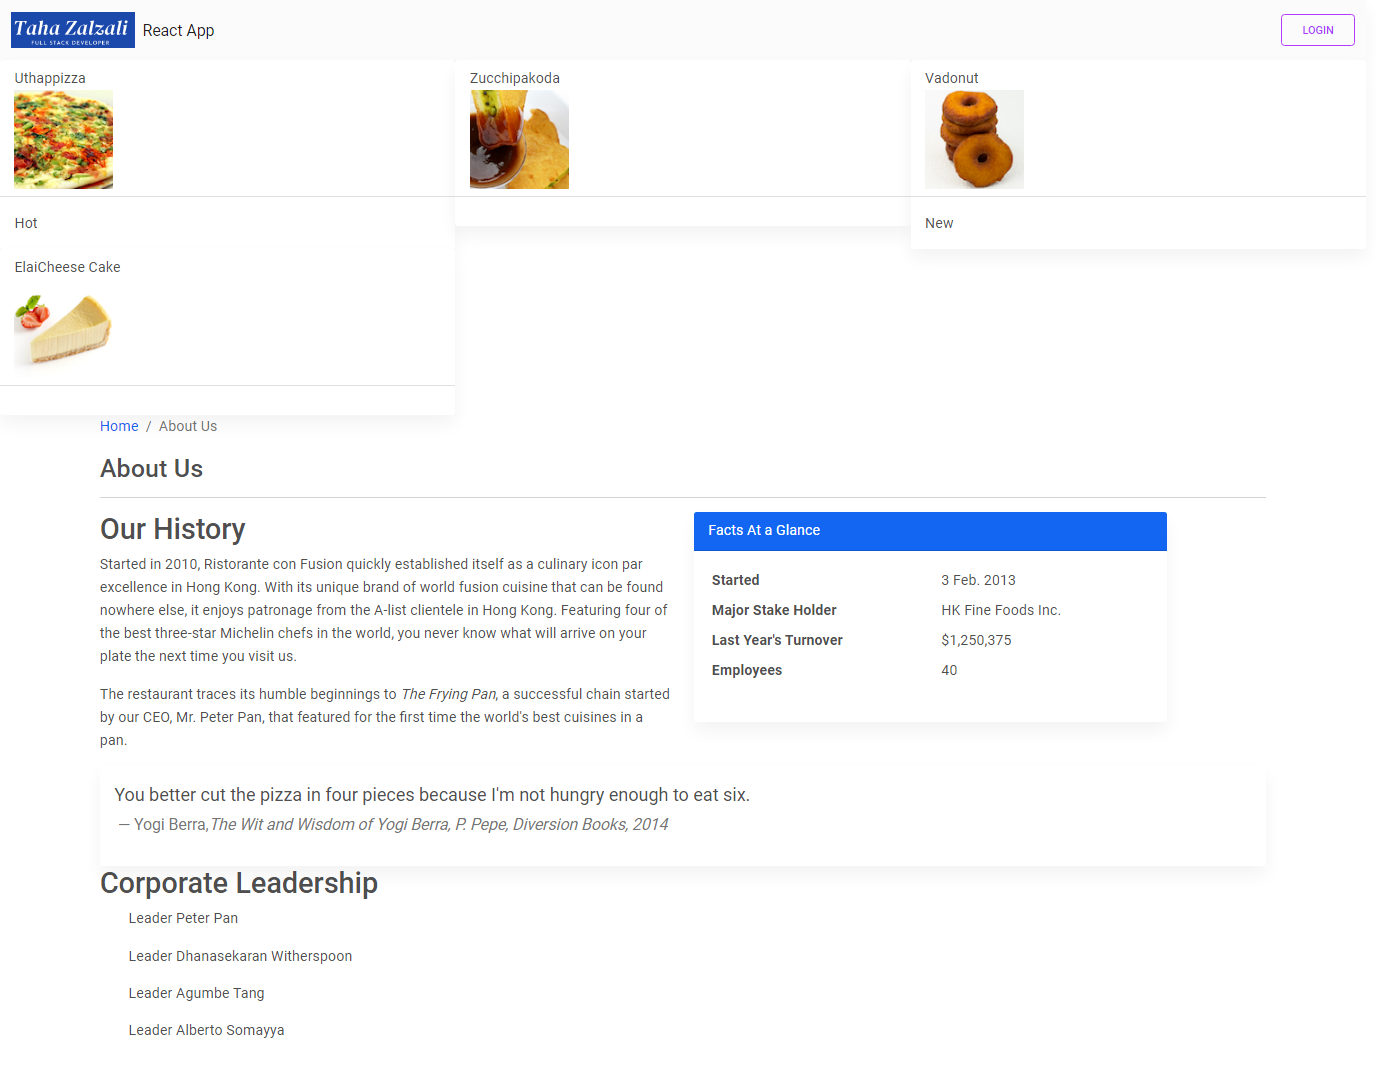 Taha Zalzali
FULL STACK DEVELOPER
React App
LOGIN
Uthappizza
Zucchipakoda
Vadonut
Hot
New
ElaiCheese Cake
Home / About Us
About Us
Our History
Started in 2010, Ristorante con Fusion quickly established itself as a culinary icon par
excellence in Hong Kong. With its unique brand of world fusion cuisine that can be found
nowhere else, it enjoys patronage from the A-list clientele in Hong Kong. Featuring four of
the best three-star Michelin chefs in the world, you never know what will arrive on your
plate the next time you visit us.
The restaurant traces its humble beginnings to The Frying Pan, a successful chain started
by our CEO, Mr. Peter Pan, that featured for the first time the world's best cuisines in a
pan.
Facts At a Glance
Started 3 Feb. 2013
Major Stake Holder HK Fine Foods Inc.
Last Year's Turnover $1,250,375
Employees 40
You better cut the pizza in four pieces because I'm not hungry enough to eat six.
— Yogi Berra,The Wit and Wisdom of Yogi Berra, P. Pepe, Diversion Books, 2014
Corporate Leadership
Leader Peter Pan
Leader Dhanasekaran Witherspoon
Leader Agumbe Tang
Leader Alberto Somayya